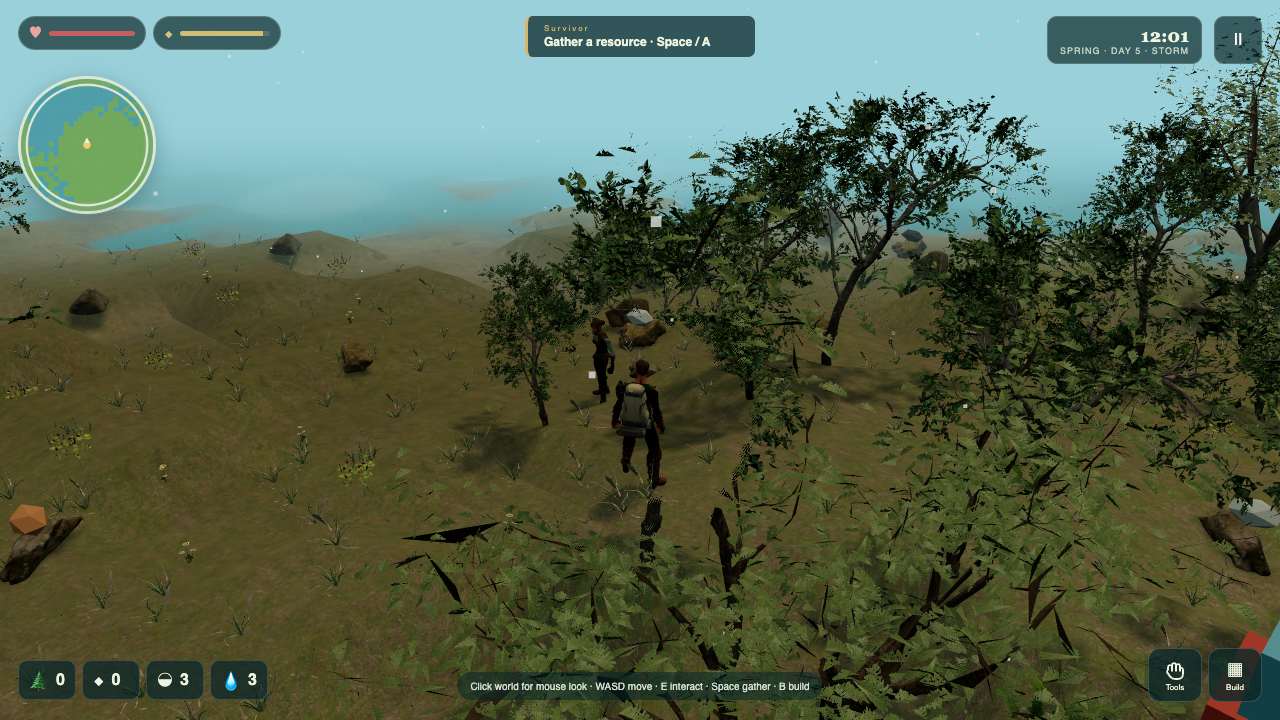 Survivor
Gather a resource · Space / A
12:01
SPRING · DAY 5 · STORM
0
0
3
3
Click world for mouse look · WASD move · E interact · Space gather · B build
Tools
Build